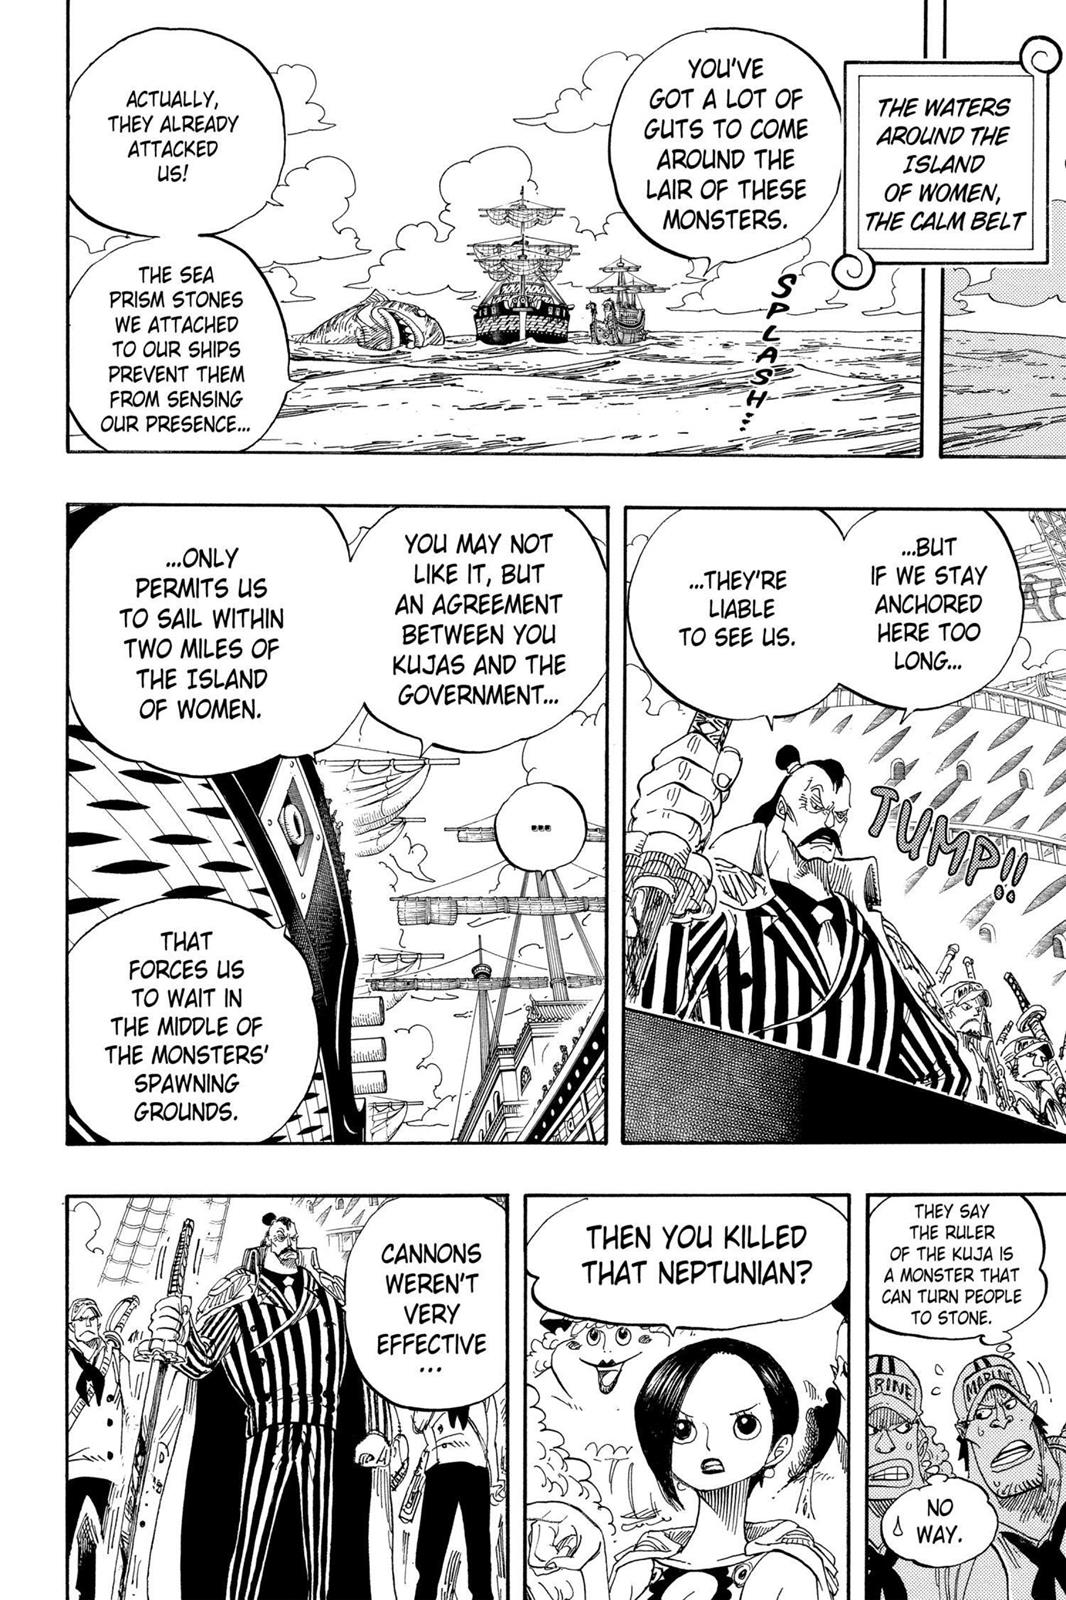 THE WATERS
AROUND THE
ISLAND
OF WOMEN,
THE CALM BELT
YOU'VE
GOT A LOT OF
GUTS TO COME
AROUND THE
LAIR OF THESE
MONSTERS.
SPLASH...
ACTUALLY,
THEY ALREADY
ATTACKED
US!
THE SEA
PRISM STONES
WE ATTACHED
TO OUR SHIPS
PREVENT THEM
FROM SENSING
OUR PRESENCE...
...BUT
IF WE STAY
ANCHORED
HERE TOO
LONG...
...THEY'RE
LIABLE
TO SEE US.
TUMP!!
MARINE
YOU MAY NOT
LIKE IT, BUT
AN AGREEMENT
BETWEEN YOU
KUJAS AND THE
GOVERNMENT...
...ONLY
PERMITS US
TO SAIL WITHIN
TWO MILES OF
THE ISLAND
OF WOMEN.
...
THAT
FORCES US
TO WAIT IN
THE MIDDLE OF
THE MONSTERS'
SPAWNING
GROUNDS.
THEY SAY
THE RULER
OF THE KUJA IS
A MONSTER THAT
CAN TURN PEOPLE
TO STONE.
MARINE
RINE
NO
WAY.
THEN YOU KILLED
THAT NEPTUNIAN?
CANNONS
WEREN'T
VERY
EFFECTIVE
...